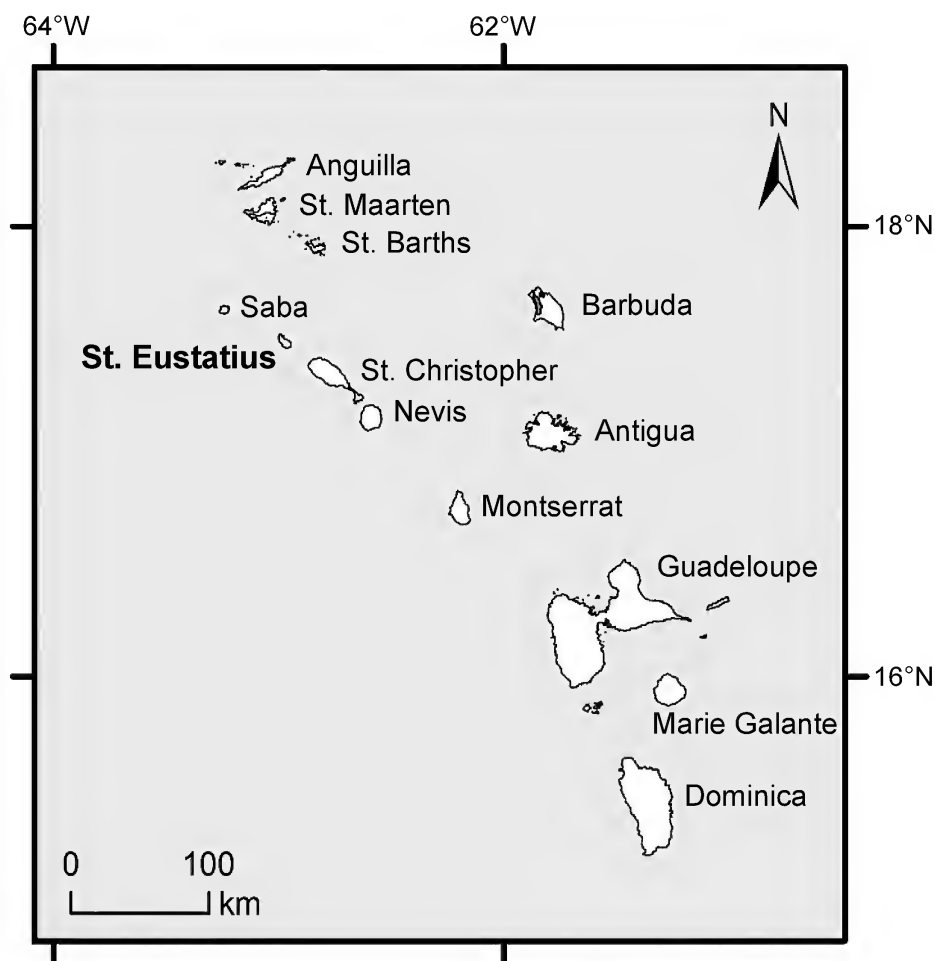 64°W
62°W
N
Anguilla
St. Maarten
18°N
St. Barths
Saba
Barbuda
St. Eustatius
St. Christopher
Nevis
Antigua
Montserrat
Guadeloupe
16°N
Marie Galante
Dominica
0 100
km